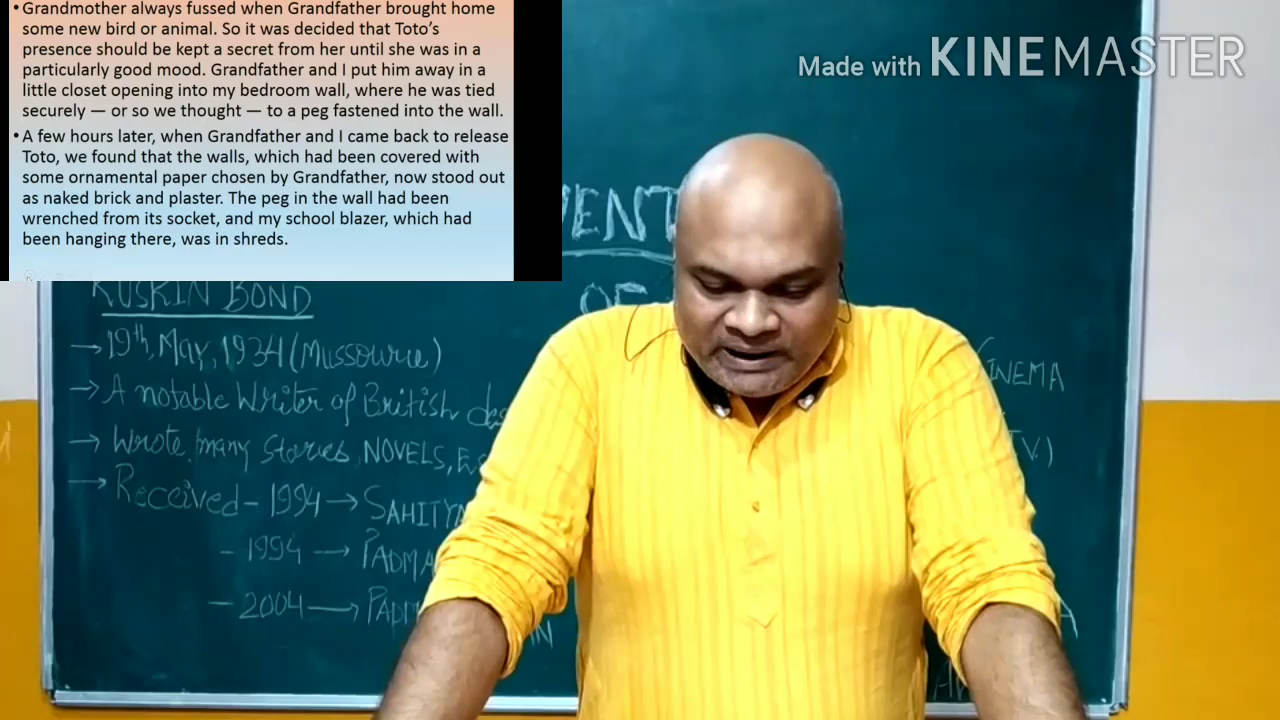 • Grandmother always fussed when Grandfather brought home
some new bird or animal. So it was decided that Toto's
presence should be kept a secret from her until she was in a
particularly good mood. Grandfather and I put him away in a
little closet opening into my bedroom wall, where he was tied
securely — or so we thought — to a peg fastened into the wall.
• A few hours later, when Grandfather and I came back to release
Toto, we found that the walls, which had been covered with
some ornamental paper chosen by Grandfather, now stood out
as naked brick and plaster. The peg in the wall had been
wrenched from its socket, and my school blazer, which had
been hanging there, was in shreds.
Made with KINEMASTER
VENT
OF
RUSKIN BOND
→ 19th, May, 1934 (Mussourie)
→ A notable Writer of British des
→ Wrote many Stories, NOVELS, Es
→ Received - 1994 → SAHITYA
- 1994 → PADMA
- 2004 → PADM
INEMA
T.V.)